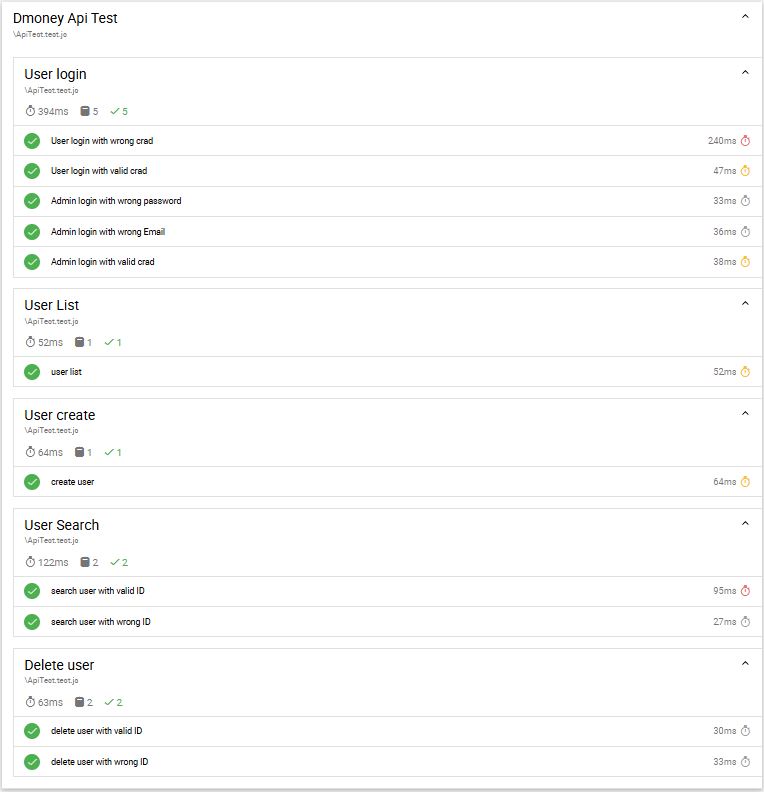 Dmoney Api Test
\ApiTest.test.js
User login
\ApiTest.test.js
394ms 5 5
User login with wrong crad 240ms
User login with valid crad 47ms
Admin login with wrong password 33ms
Admin login with wrong Email 36ms
Admin login with valid crad 38ms
User List
\ApiTest.test.js
52ms 1 1
user list 52ms
User create
\ApiTest.test.js
64ms 1 1
create user 64ms
User Search
\ApiTest.test.js
122ms 2 2
search user with valid ID 95ms
search user with wrong ID 27ms
Delete user
\ApiTest.test.js
63ms 2 2
delete user with valid ID 30ms
delete user with wrong ID 33ms